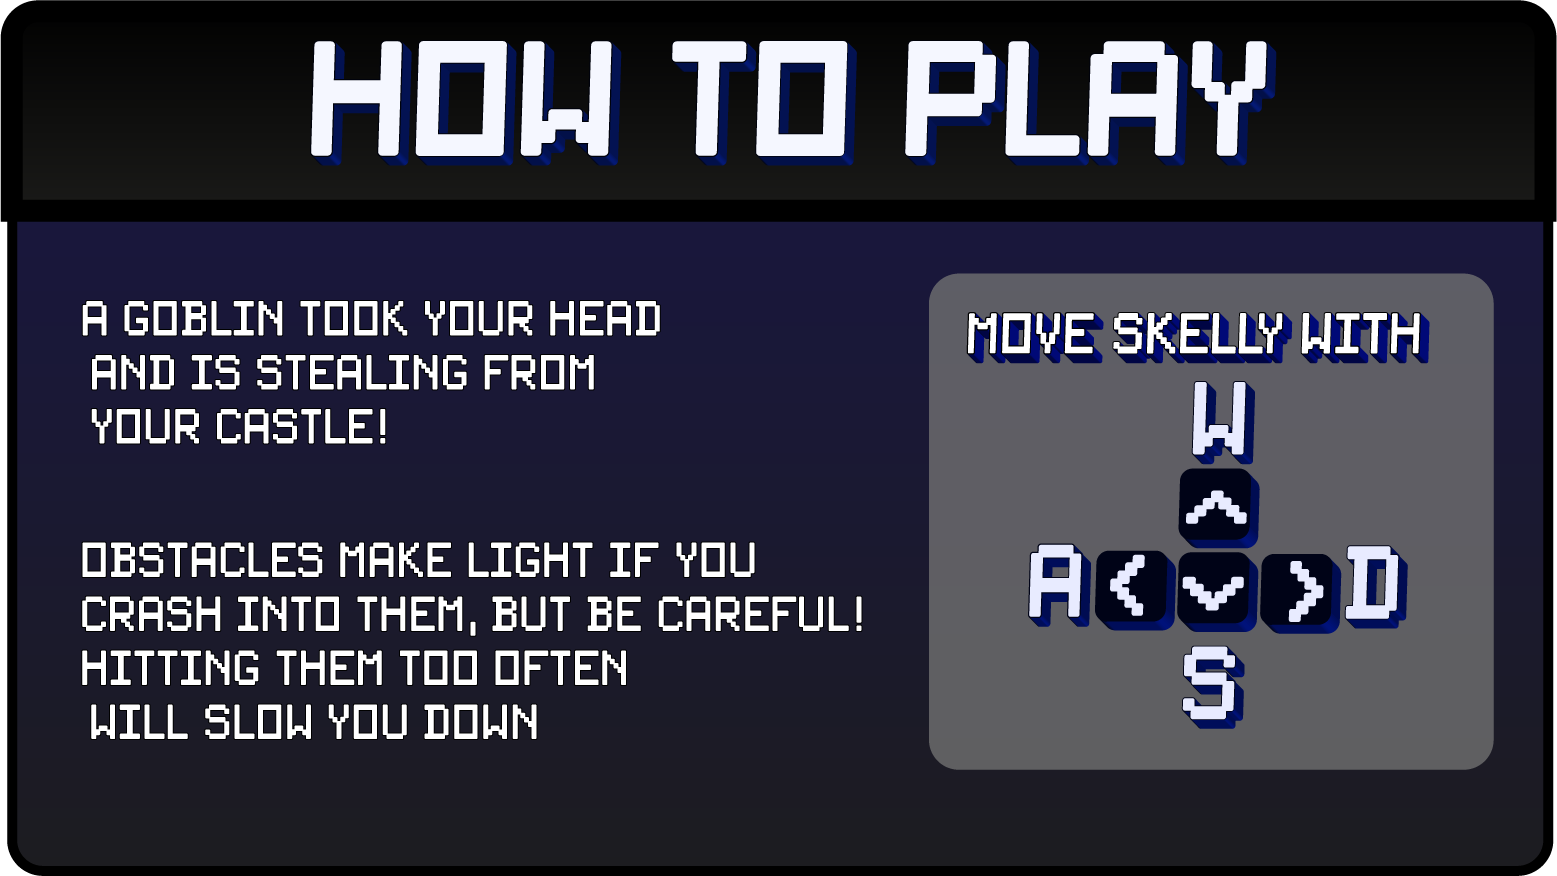 HOW TO PLAY
A GOBLIN TOOK YOUR HEAD
AND IS STEALING FROM
YOUR CASTLE!
OBSTACLES MAKE LIGHT IF YOU
CRASH INTO THEM, BUT BE CAREFUL!
HITTING THEM TOO OFTEN
WILL SLOW YOU DOWN
MOVE SKELLY WITH
W
A D
S